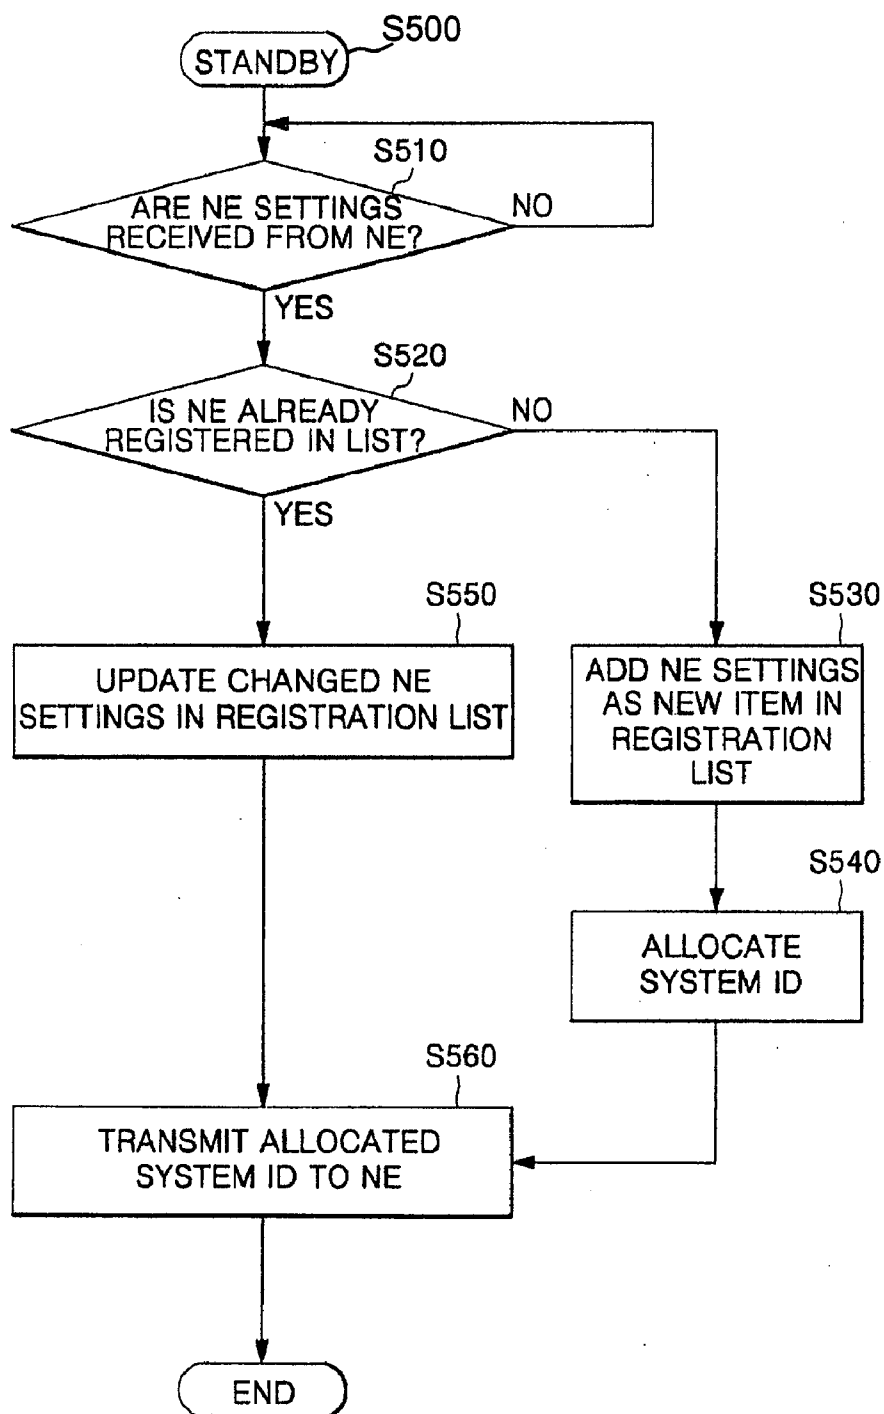 S500
STANDBY
S510
ARE NE SETTINGS
RECEIVED FROM NE?
NO
YES
S520
IS NE ALREADY
REGISTERED IN LIST?
NO
YES
S550
UPDATE CHANGED NE
SETTINGS IN REGISTRATION LIST
S530
ADD NE SETTINGS
AS NEW ITEM IN
REGISTRATION
LIST
S540
ALLOCATE
SYSTEM ID
S560
TRANSMIT ALLOCATED
SYSTEM ID TO NE
END